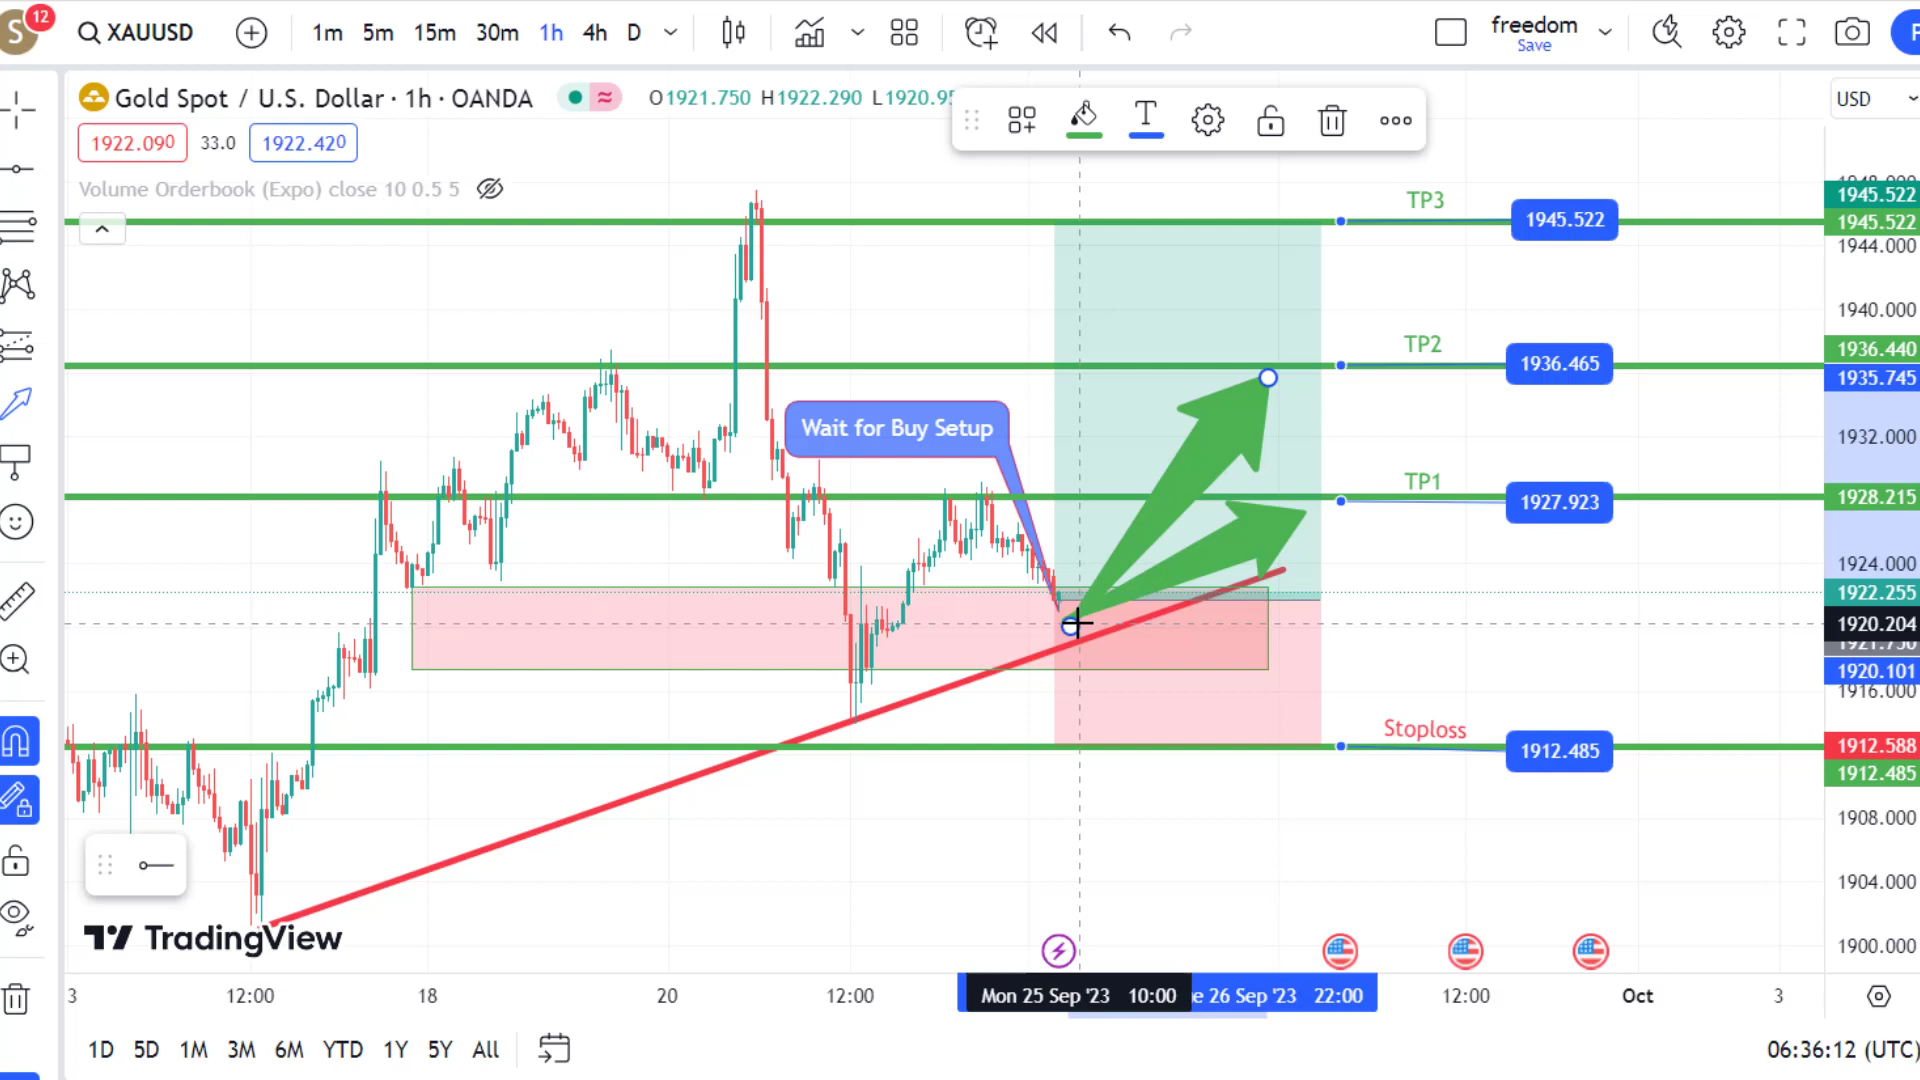 S
12
XAUUSD
1m 5m 15m 30m 1h 4h D
freedom
Save
Gold Spot / U.S. Dollar · 1h · OANDA
O1921.750 H1922.290 L1920.95
USD
1922.090 33.0 1922.420
Volume Orderbook (Expo) close 10 0.5 5
TP3
1945.522
1945.522
1945.522
1944.000
1940.000
TP2
1936.465
1936.440
1935.745
Wait for Buy Setup
1932.000
TP1
1927.923
1928.215
1924.000
1922.255
1920.204
1920.101
1916.000
Stoploss
1912.485
1912.588
1912.485
1908.000
1904.000
1900.000
TradingView
3 12:00 18 20 12:00 Mon 25 Sep '23 10:00 e 26 Sep '23 22:00 12:00 Oct 3
1D 5D 1M 3M 6M YTD 1Y 5Y All
06:36:12 (UTC)